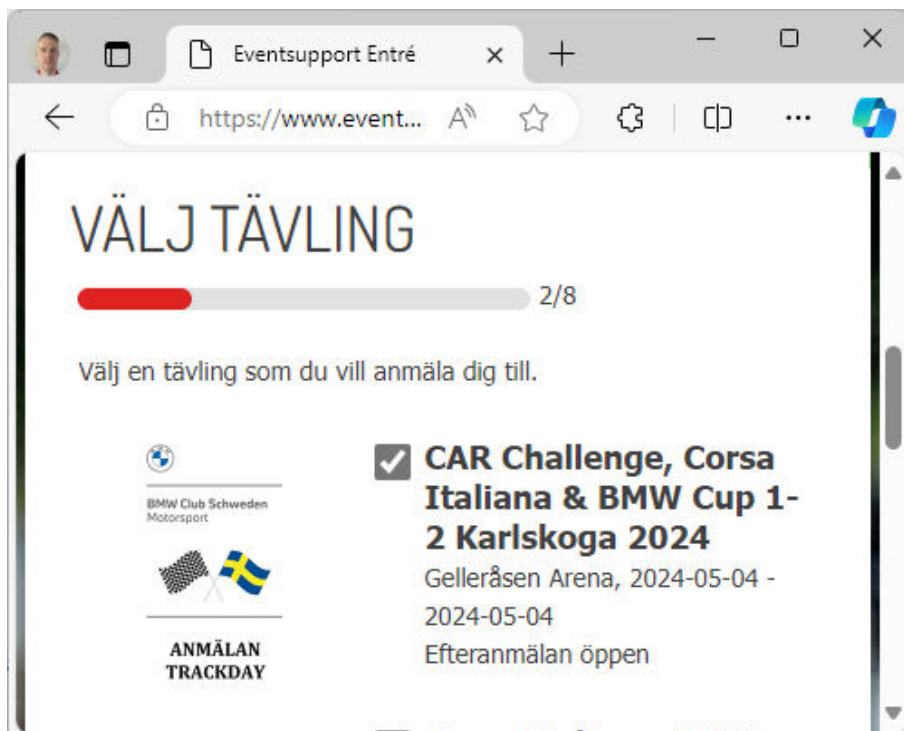 Eventsupport Entré
https://www.event...
VÄLJ TÄVLING
2/8
Välj en tävling som du vill anmäla dig till.
BMW Club Schweden
Motorsport
ANMÄLAN
TRACKDAY
CAR Challenge, Corsa
Italiana & BMW Cup 1-
2 Karlskoga 2024
Gelleråsen Arena, 2024-05-04 -
2024-05-04
Efteranmälan öppen